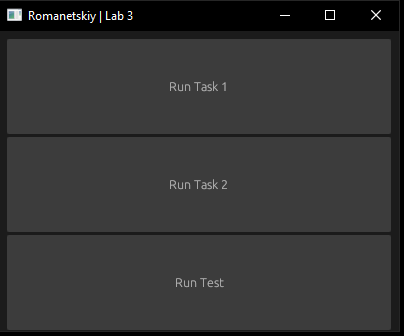 Romanetskiy | Lab 3
Run Task 1
Run Task 2
Run Test